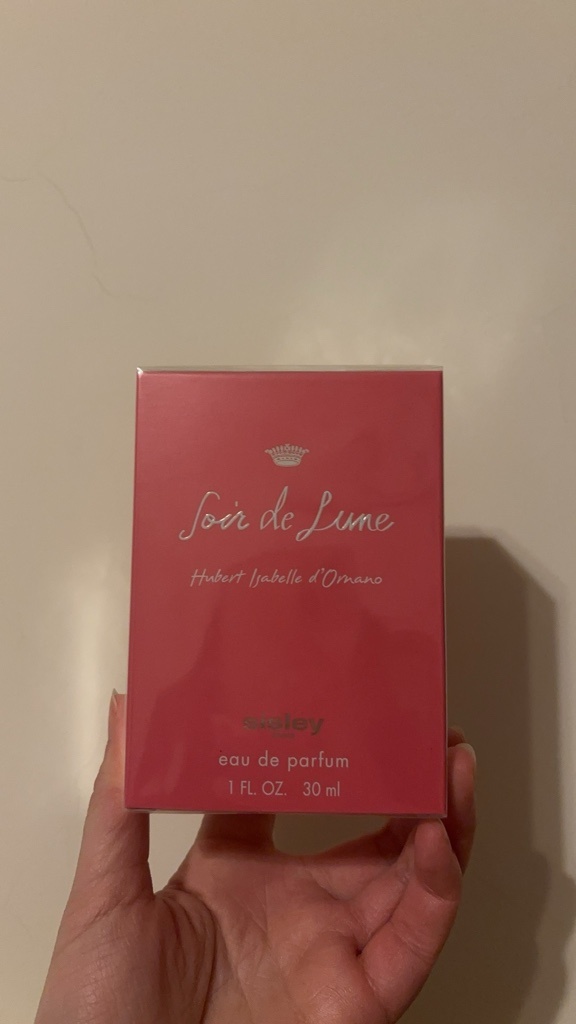 Soir de Lune
Hubert Isabelle d'Ornano
sisley
eau de parfum
1 FL. OZ. 30 ml